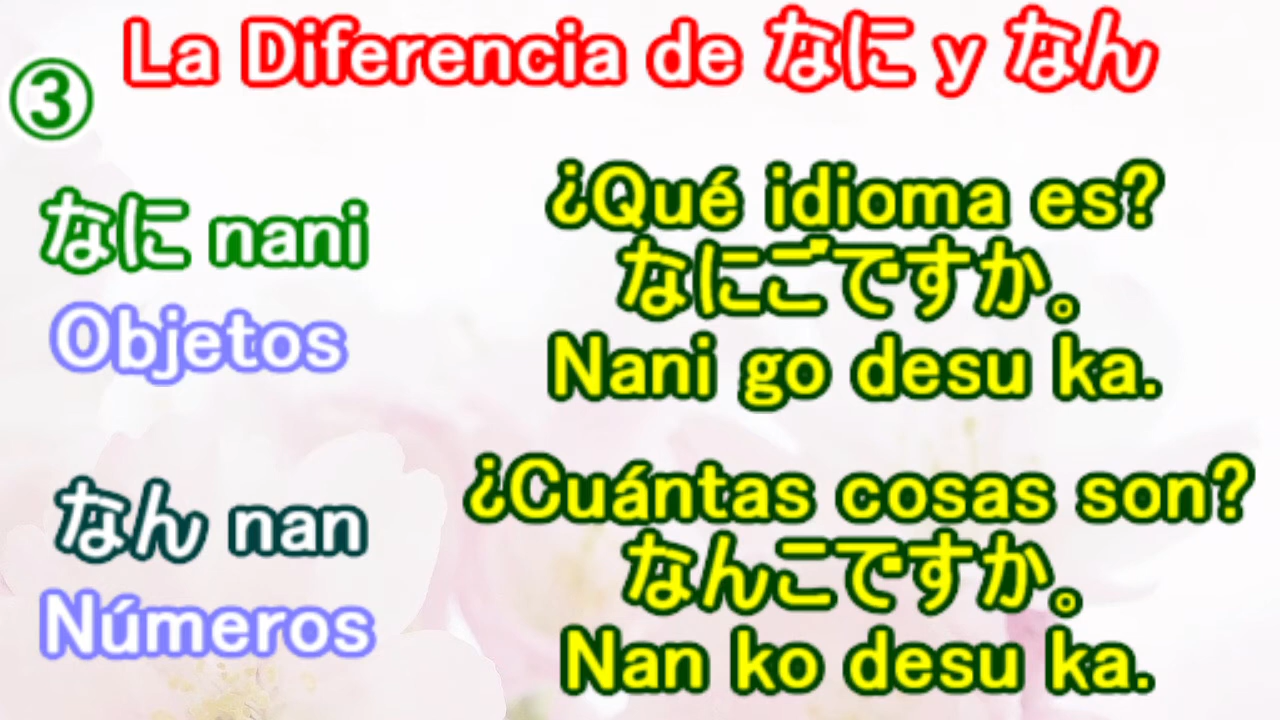 La Diferencia de なに y なん
③
なに nani
Objetos
¿Qué idioma es?
なにごですか。
Nani go desu ka.
なん nan
Números
¿Cuántas cosas son?
なんこですか。
Nan ko desu ka.